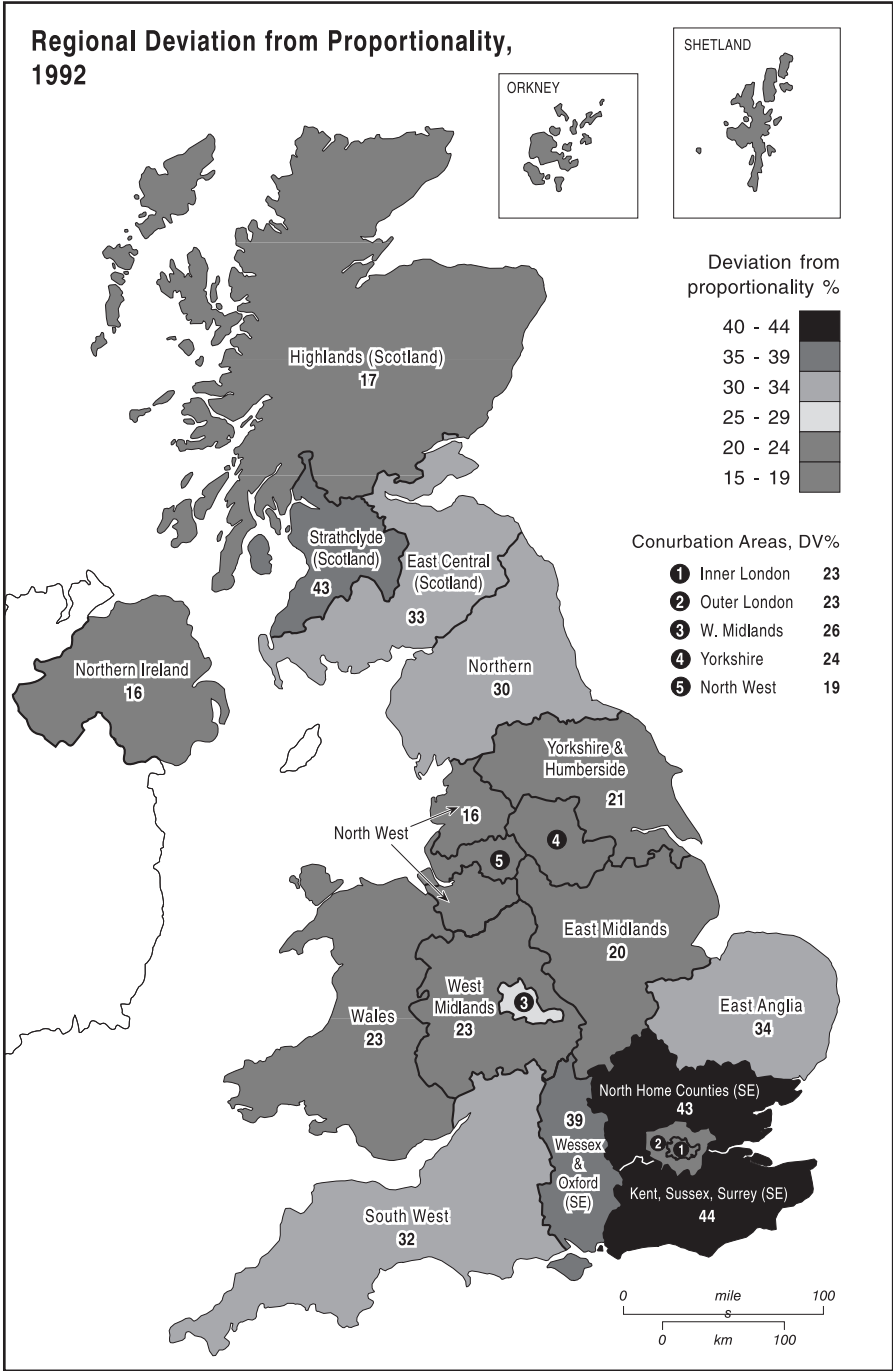 Regional Deviation from Proportionality,
1992
ORKNEY
SHETLAND
Deviation from
proportionality %
40 - 44
35 - 39
30 - 34
25 - 29
20 - 24
15 - 19
Conurbation Areas, DV%
1 Inner London 23
2 Outer London 23
3 W. Midlands 26
4 Yorkshire 24
5 North West 19
Highlands (Scotland)
17
Strathclyde
(Scotland)
43
East Central
(Scotland)
33
Northern Ireland
16
Northern
30
Yorkshire &
Humberside
21
16
North West
4
5
East Midlands
20
West
Midlands
23
3
Wales
23
East Anglia
34
North Home Counties (SE)
43
2
1
39
Wessex
&
Oxford
(SE)
Kent, Sussex, Surrey (SE)
44
South West
32
0 mile 100
s
0 km 100